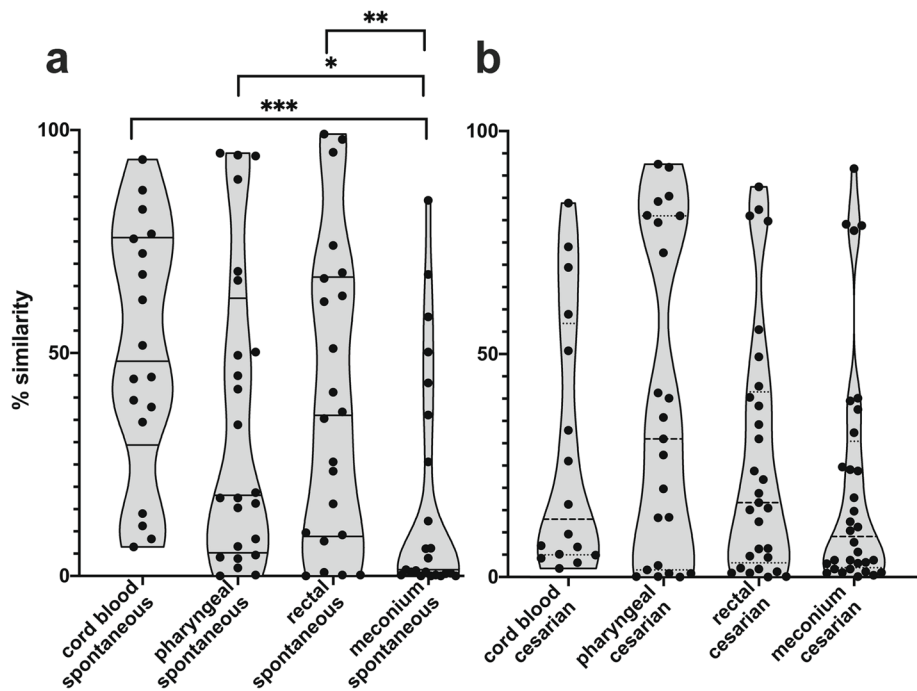 a
b
**
*
***
% similarity
100
50
0
cord blood
spontaneous
pharyngeal
spontaneous
rectal
spontaneous
meconium
spontaneous
100
50
0
cord blood
cesarian
pharyngeal
cesarian
rectal
cesarian
meconium
cesarian